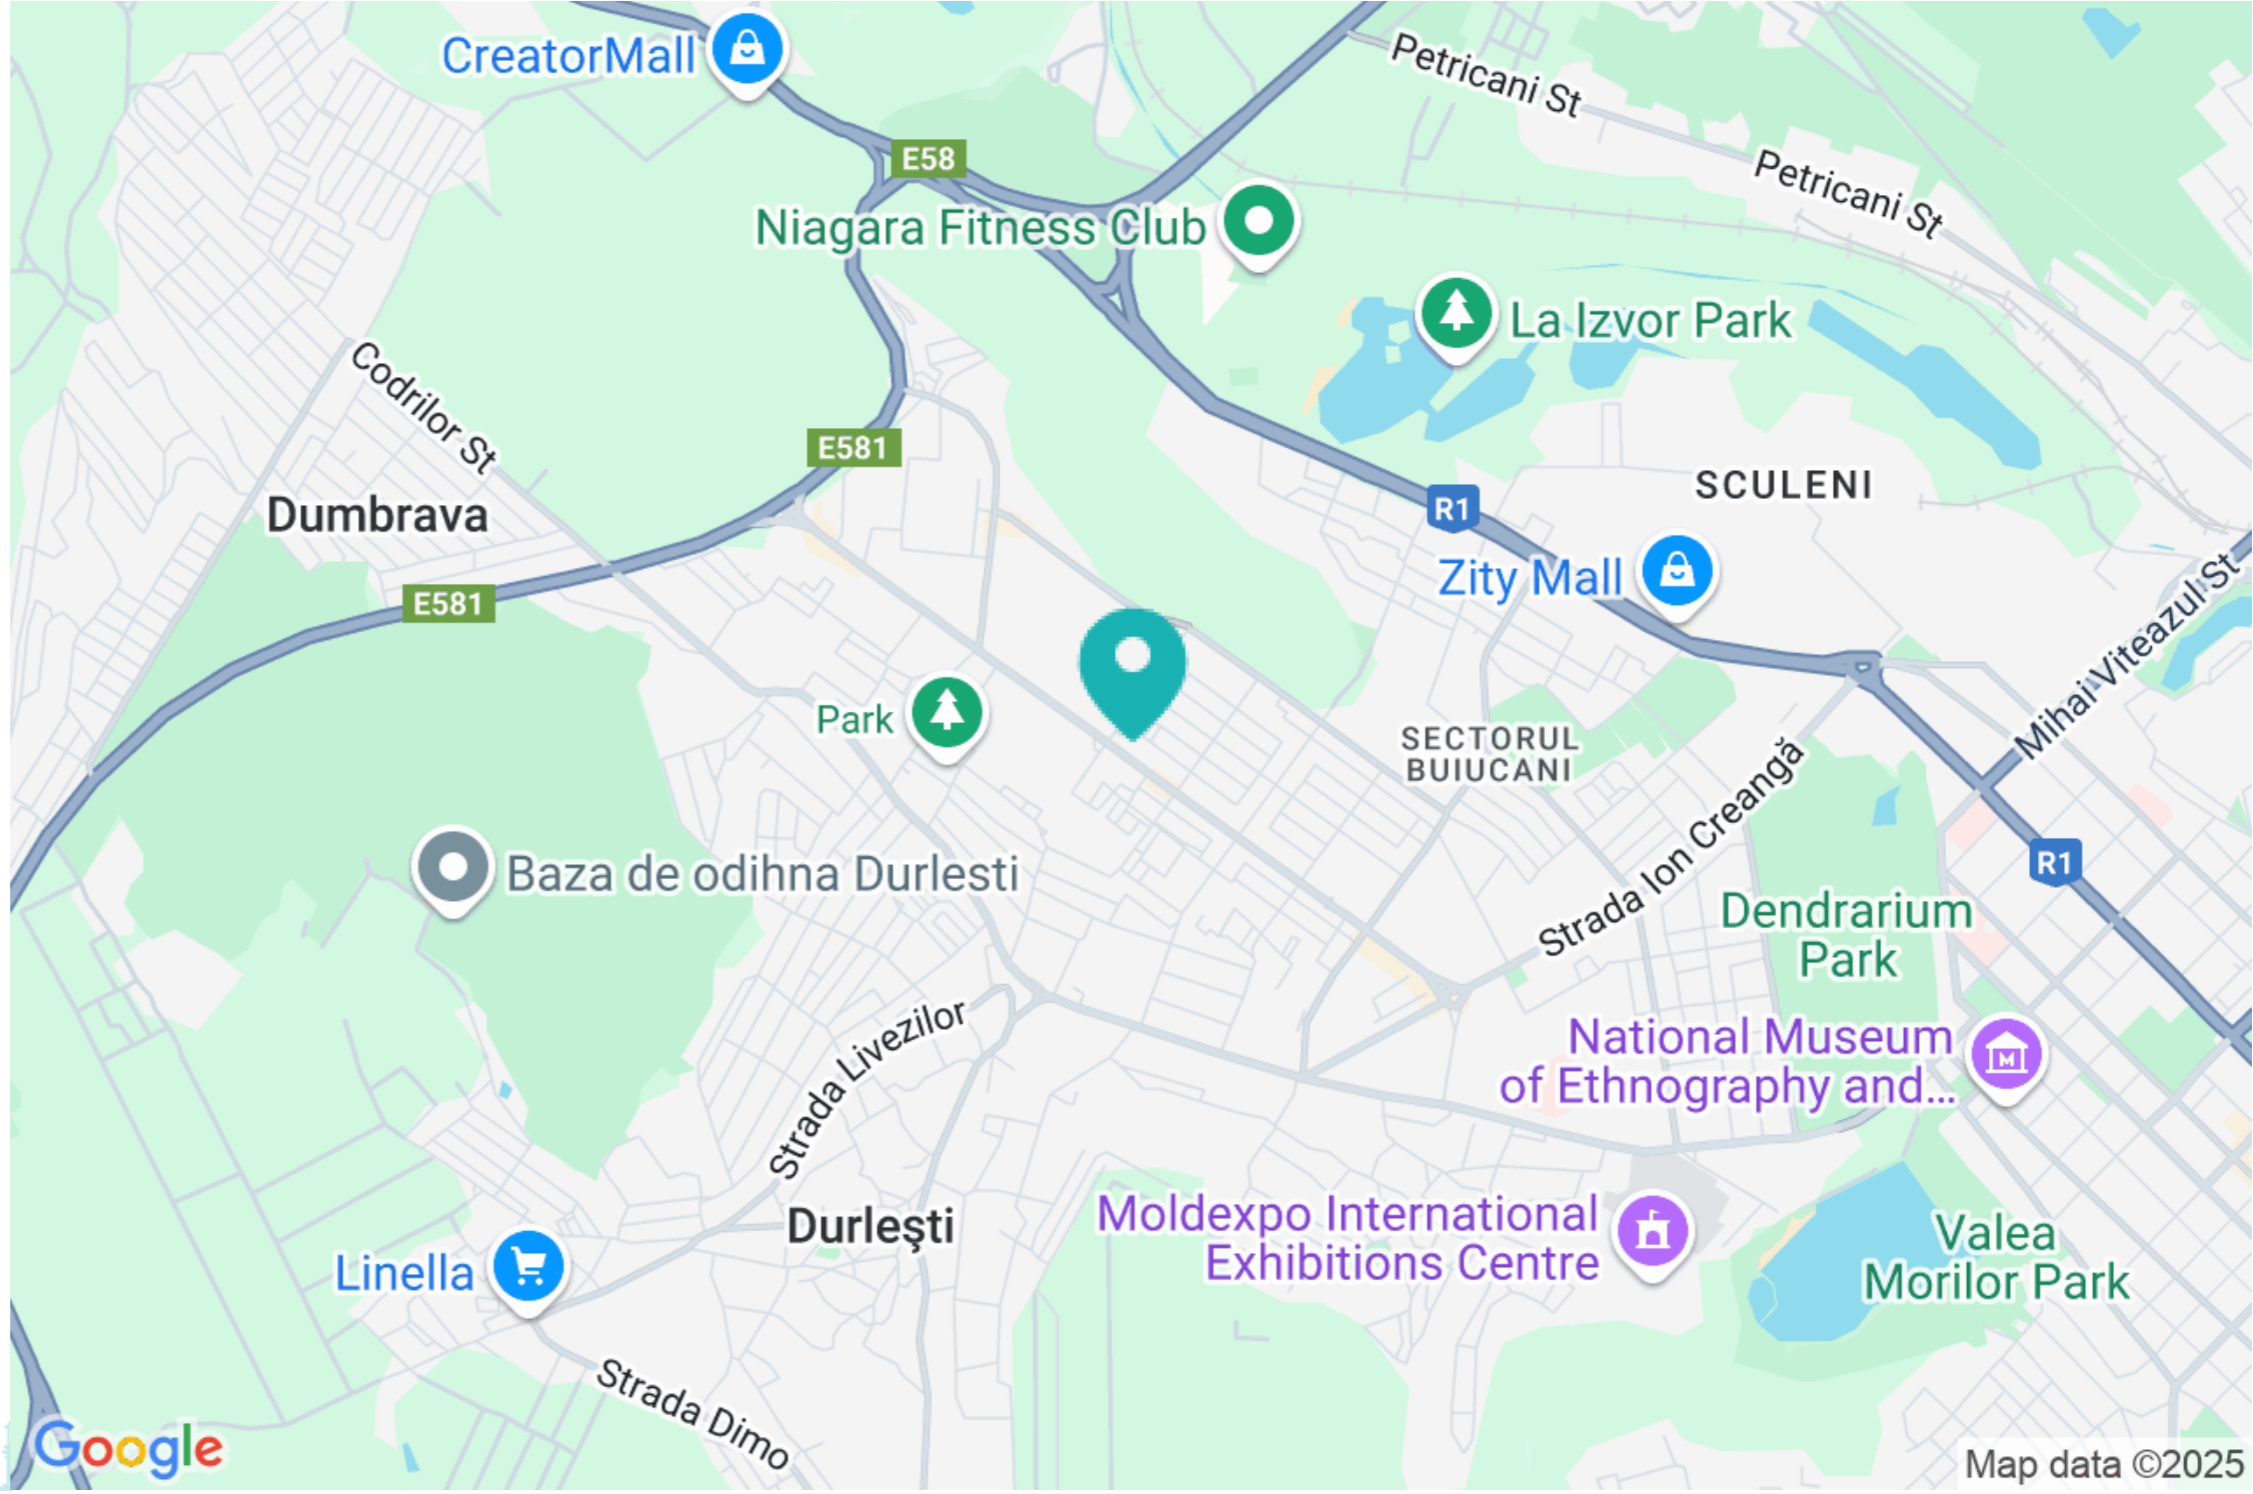 CreatorMall
Petricani St
E58
Petricani St
Niagara Fitness Club
La Izvor Park
Codrilor St
E581
SCULENI
Dumbrava
R1
Zity Mall
E581
Mihai Viteazul St
Park
SECTORUL
BUIUCANI
Strada Ion Creangă
R1
Baza de odihna Durlesti
Dendrarium
Park
Strada Livezilor
National Museum
of Ethnography and...
Durleşti
Moldexpo International
Exhibitions Centre
Valea
Morilor Park
Linella
Strada Dimo
Google
Map data ©2025